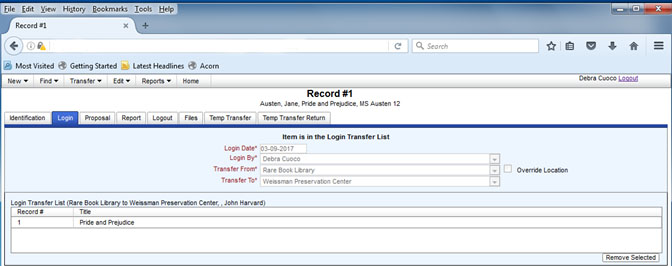 File Edit View History Bookmarks Tools Help
Record #1
Search
Most Visited Getting Started Latest Headlines Acorn
New Find Transfer Edit Reports Home Debra Cuoco Logout
Record #1
Austen, Jane, Pride and Prejudice, MS Austen 12
Identification Login Proposal Report Logout Files Temp Transfer Temp Transfer Return
Item is in the Login Transfer List
Login Date* 03-09-2017
Login By* Debra Cuoco
Transfer From* Rare Book Library Override Location
Transfer To* Weissman Preservation Center
Login Transfer List (Rare Book Library to Weissman Preservation Center, , John Harvard)
Record # Title
1 Pride and Prejudice
Remove Selected